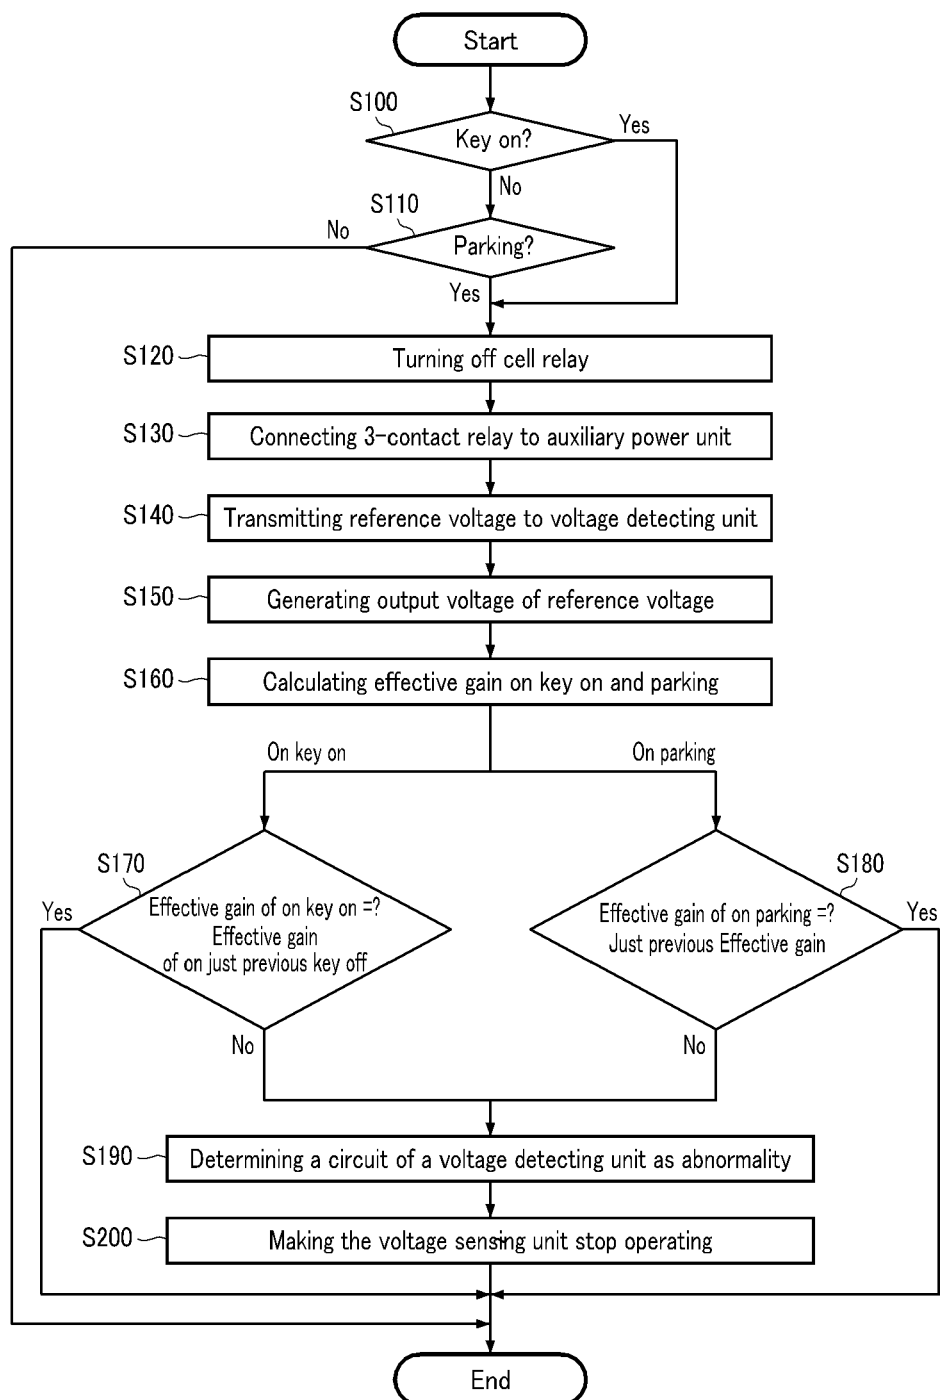 Start
S100
Key on?
Yes
No
S110
No
Parking?
Yes
S120
Turning off cell relay
S130
Connecting 3-contact relay to auxiliary power unit
S140
Transmitting reference voltage to voltage detecting unit
S150
Generating output voltage of reference voltage
S160
Calculating effective gain on key on and parking
On key on
On parking
S170
Yes
Effective gain of on key on =?
Effective gain
of on just previous key off
No
S180
Effective gain of on parking =?
Just previous Effective gain
Yes
No
S190
Determining a circuit of a voltage detecting unit as abnormality
S200
Making the voltage sensing unit stop operating
End